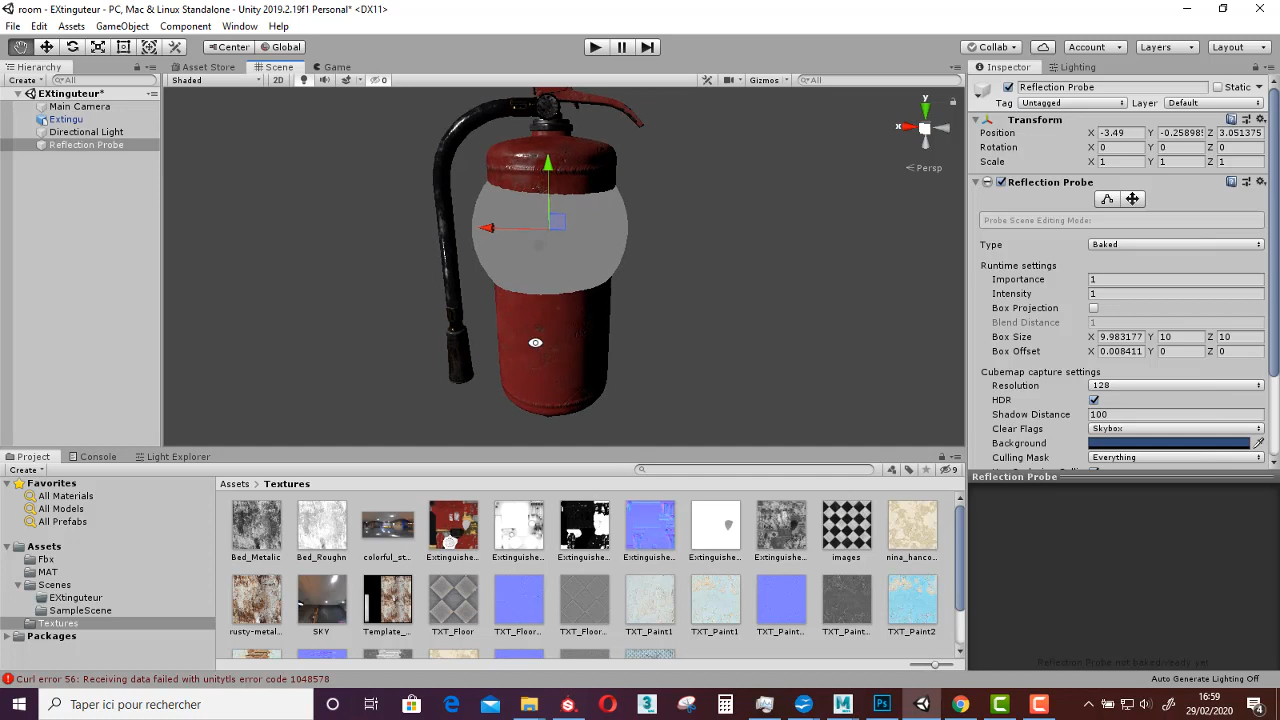 room - EXtinguteur - PC, Mac & Linux Standalone - Unity 2019.2.19f1 Personal* <DX11>
File Edit Assets GameObject Component Window Help
Center Global Collab Account Layers Layout
Hierarchy Asset Store Scene Game Inspector Lighting
Create All Shaded 2D 0 Gizmos All
EXtinguteur*
Main Camera
Extingu
Directional Light
Reflection Probe
y
x
Persp
Reflection Probe Static
Tag Untagged Layer Default
Transform
Position X -3.49 Y -0.258985 Z 3.051375
Rotation X 0 Y 0 Z 0
Scale X 1 Y 1 Z 1
Reflection Probe
Probe Scene Editing Mode:
Type Baked
Runtime settings
Importance 1
Intensity 1
Box Projection
Blend Distance 1
Box Size X 9.983177 Y 10 Z 10
Box Offset X 0.008411 Y 0 Z 0
Cubemap capture settings
Resolution 128
HDR
Shadow Distance 100
Clear Flags Skybox
Background
Culling Mask Everything
Reflection Probe
Reflection Probe not baked/ready yet
Project Console Light Explorer
Create 9
Favorites
All Materials
All Models
All Prefabs
Assets
Fbx
MAT
Scenes
EXtinguteur
SampleScene
Textures
Packages
Assets Textures
Bed_Metalic Bed_Roughn colorful_st... Extinguishe... Extinguishe... Extinguishe... Extinguishe... Extinguishe... Extinguishe... images nina_hanco...
rusty-metal... SKY Template_... TXT_Floor TXT_Floor... TXT_Floor... TXT_Paint1 TXT_Paint1 TXT_Paint... TXT_Paint... TXT_Paint2
Curl error 56: Receiving data failed with unitytls error code 1048578
Auto Generate Lighting Off
Taper ici pour rechercher
16:59
29/02/2020